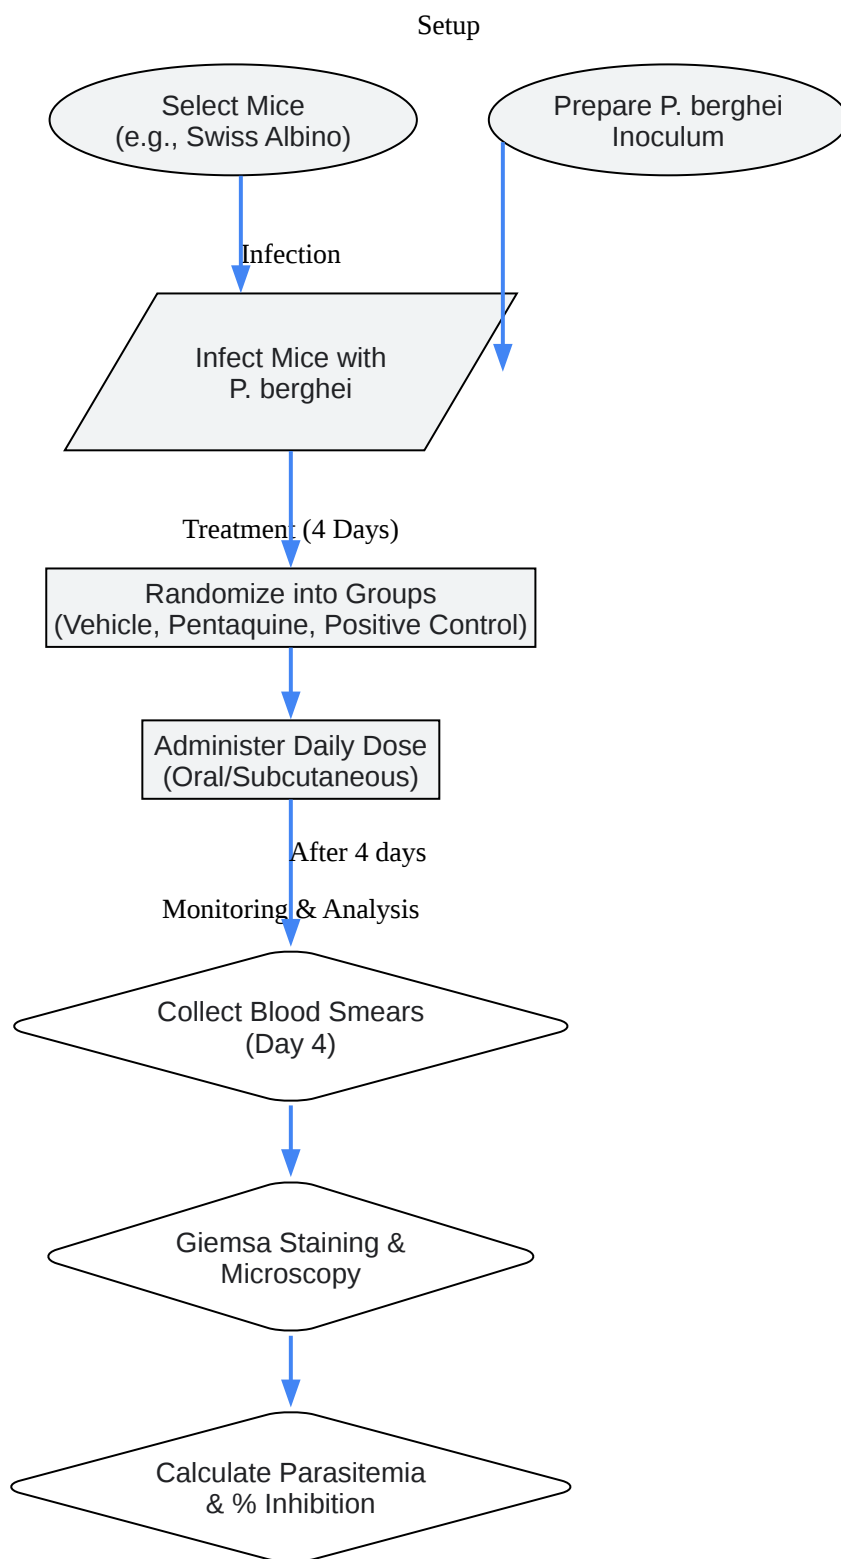 Setup
Select Mice
(e.g., Swiss Albino)
Prepare P. berghei
Inoculum
Infection
Infect Mice with
P. berghei
Treatment (4 Days)
Randomize into Groups
(Vehicle, Pentaquine, Positive Control)
Administer Daily Dose
(Oral/Subcutaneous)
After 4 days
Monitoring & Analysis
Collect Blood Smears
(Day 4)
Giemsa Staining &
Microscopy
Calculate Parasitemia
& % Inhibition